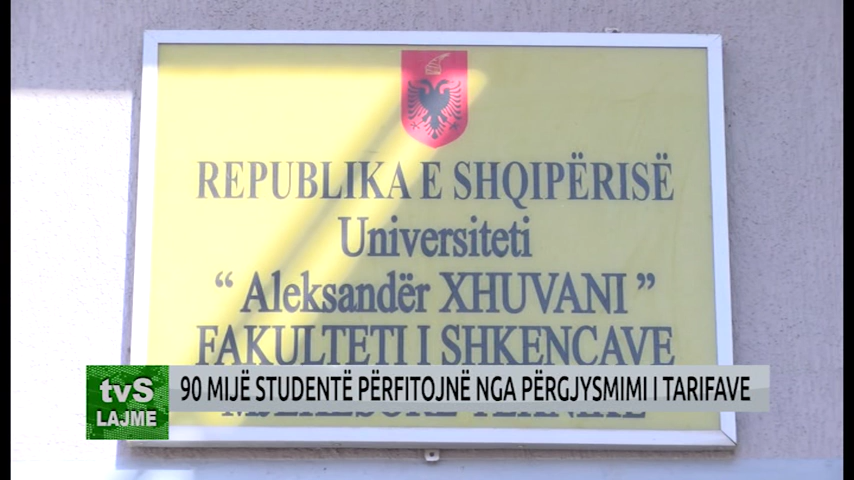 REPUBLIKA E SHQIPËRISË
Universiteti
“ Aleksandër XHUVANI ”
FAKULTETI I SHKENCAVE
tvS
LAJME
90 MIJË STUDENTË PËRFITOJNË NGA PËRGJYSMIMI I TARIFAVE